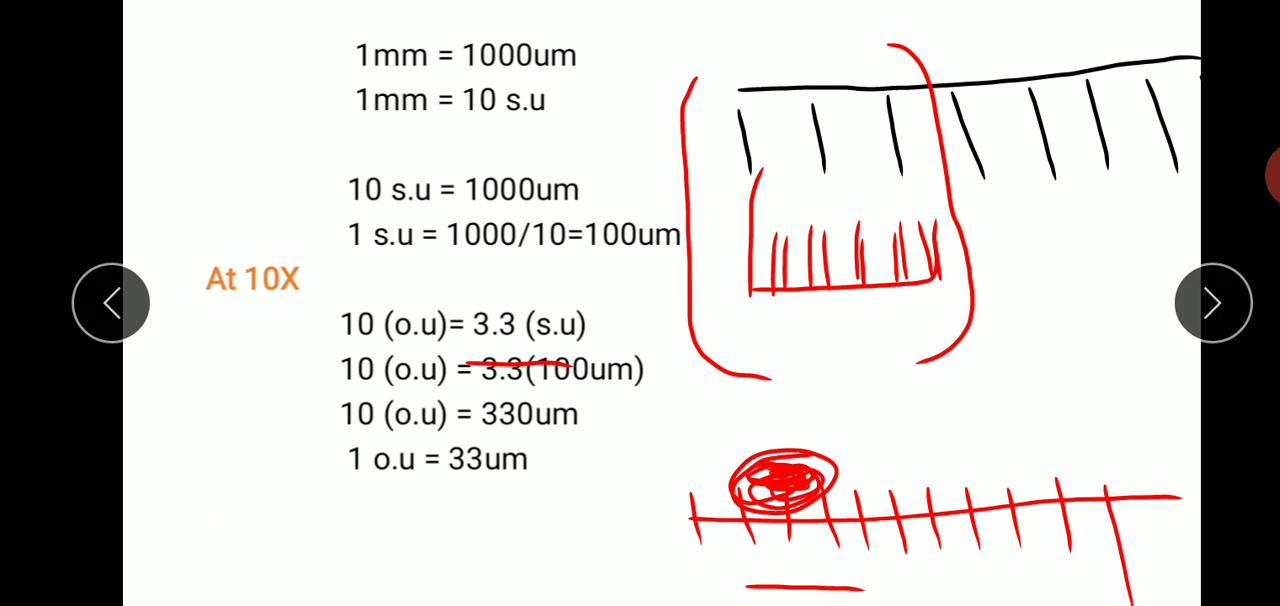 1mm = 1000um
1mm = 10 s.u
10 s.u = 1000um
1 s.u = 1000/10=100um
At 10X
10 (o.u)= 3.3 (s.u)
10 (o.u) = 3.3(100um)
10 (o.u) = 330um
1 o.u = 33um